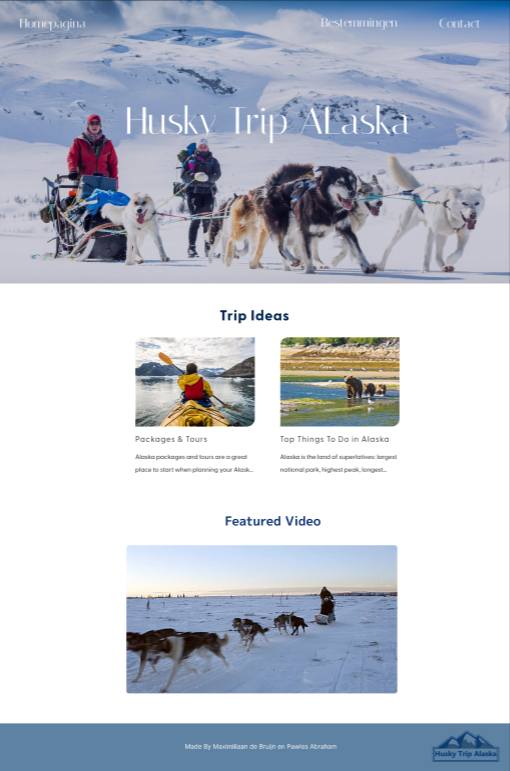 Homepagina
Bestemmingen
Contact
Husky Trip ALaska
Trip Ideas
Packages & Tours
Top Things To Do in Alaska
Alaska packages and tours are a great
place to start when planning your Alask...
Alaska is the land of superlatives: largest
national park, highest peak, longest...
Featured Video
Made By Maximiliaan de Bruijn en Pawlos Abraham
Husky Trip Alaska